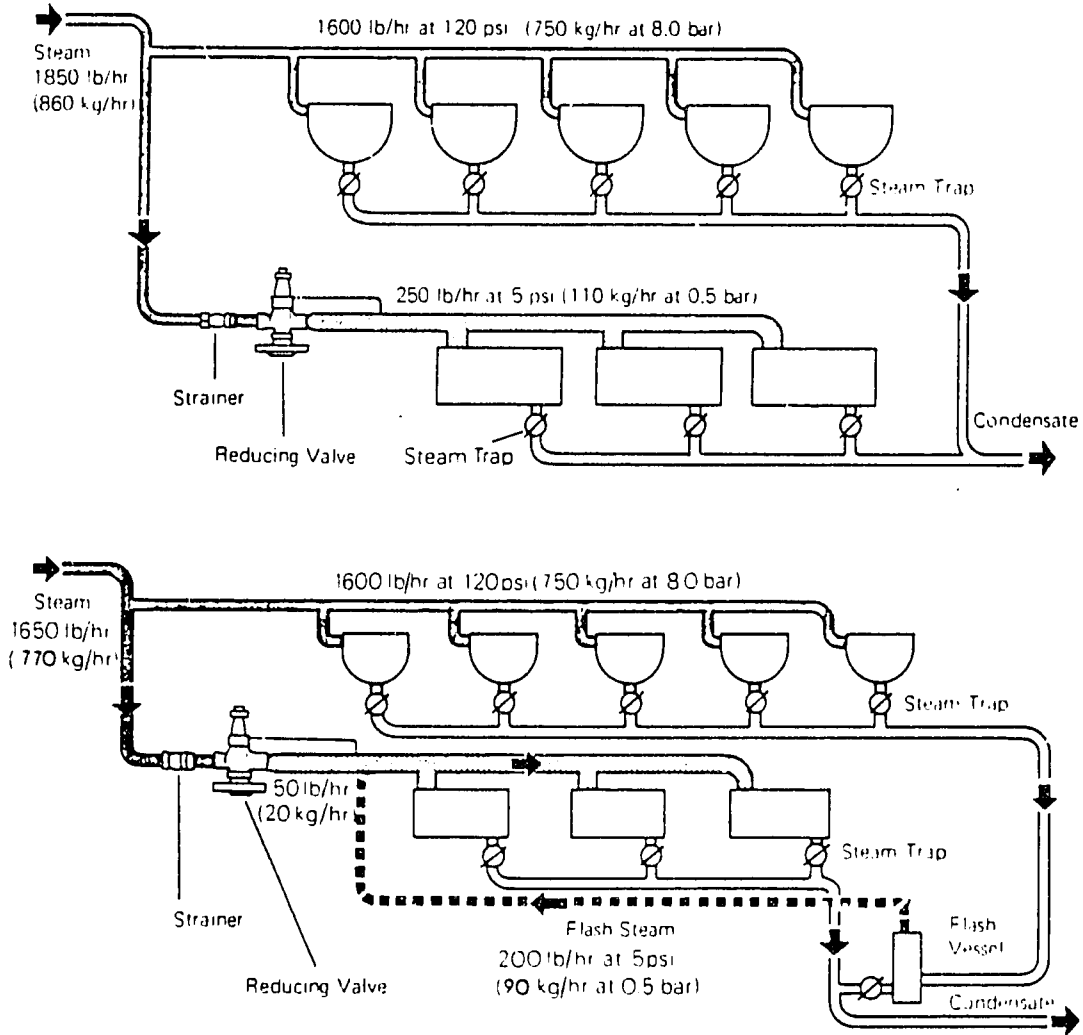 1600 lb/hr at 120 psi (750 kg/hr at 8.0 bar)
Steam
1850 lb/hr
(860 kg/hr)
Steam Trap
250 lb/hr at 5 psi (110 kg/hr at 0.5 bar)
Strainer
Reducing Valve
Steam Trap
Condensate
1600 lb/hr at 120 psi (750 kg/hr at 8.0 bar)
Steam
1650 lb/hr
(770 kg/hr)
Steam Trap
50 lb/hr
(20 kg/hr)
Steam Trap
Strainer
Reducing Valve
Flash Steam
200 lb/hr at 5psi
(90 kg/hr at 0.5 bar)
Flash
Vessel
Condensate